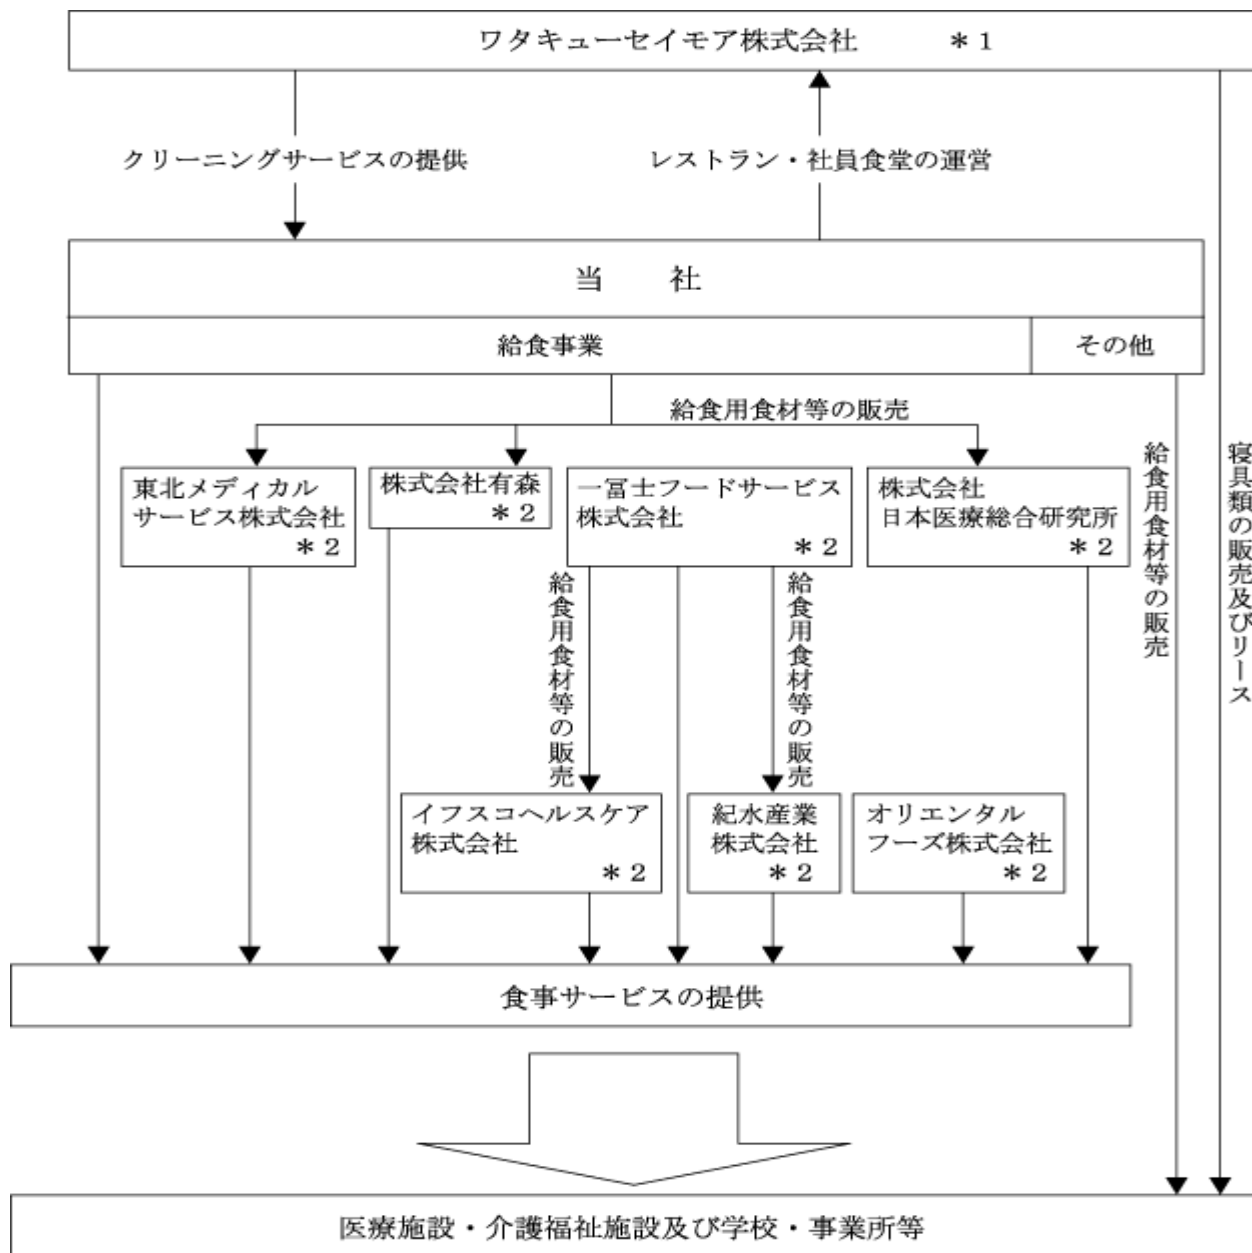 ワタキューセイモア株式会社　　＊1
クリーニングサービスの提供
レストラン・社員食堂の運営
当　社
給食事業
その他
給食用食材等の販売
東北メディカル
サービス株式会社
＊2
株式会社有森
＊2
一冨士フードサービス
株式会社
＊2
株式会社
日本医療総合研究所
＊2
給食用食材等の販売
寝具類の販売及びリース
給食用食材等の販売
給食用食材等の販売
イフスコヘルスケア
株式会社
＊2
紀水産業
株式会社
＊2
オリエンタル
フーズ株式会社
＊2
食事サービスの提供
医療施設・介護福祉施設及び学校・事業所等